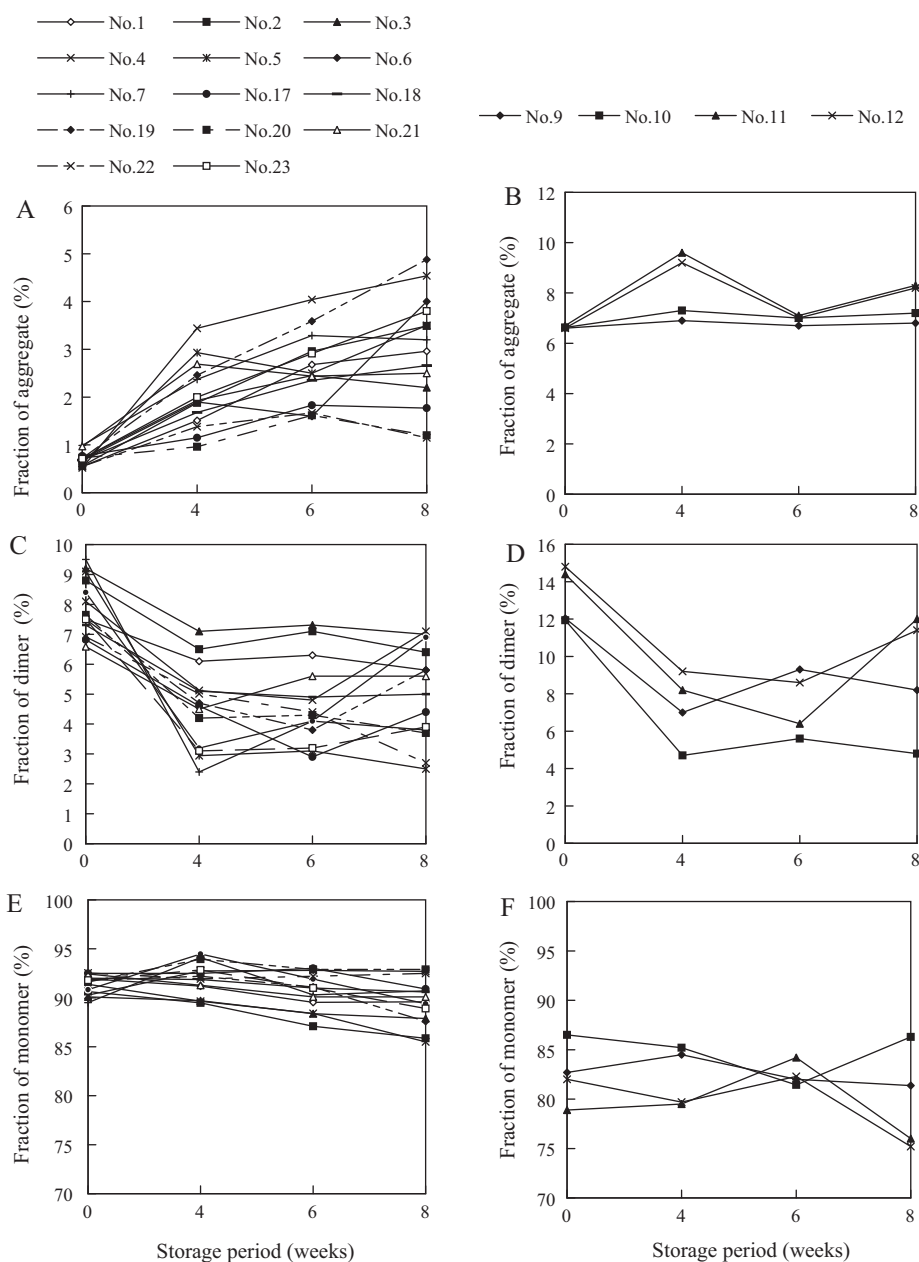 No.1 No.2 No.3
No.4 No.5 No.6
No.7 No.17 No.18
No.19 No.20 No.21
No.22 No.23
No.9 No.10 No.11 No.12
A
Fraction of aggregate (%)
6
5
4
3
2
1
0
0 4 6 8
B
Fraction of aggregate (%)
12
10
8
6
4
2
0
0 4 6 8
C
Fraction of dimer (%)
10
9
8
7
6
5
4
3
2
1
0
0 4 6 8
D
Fraction of dimer (%)
16
14
12
10
8
6
4
2
0
0 4 6 8
E
Fraction of monomer (%)
100
95
90
85
80
75
70
0 4 6 8
Storage period (weeks)
F
Fraction of monomer (%)
100
95
90
85
80
75
70
0 4 6 8
Storage period (weeks)